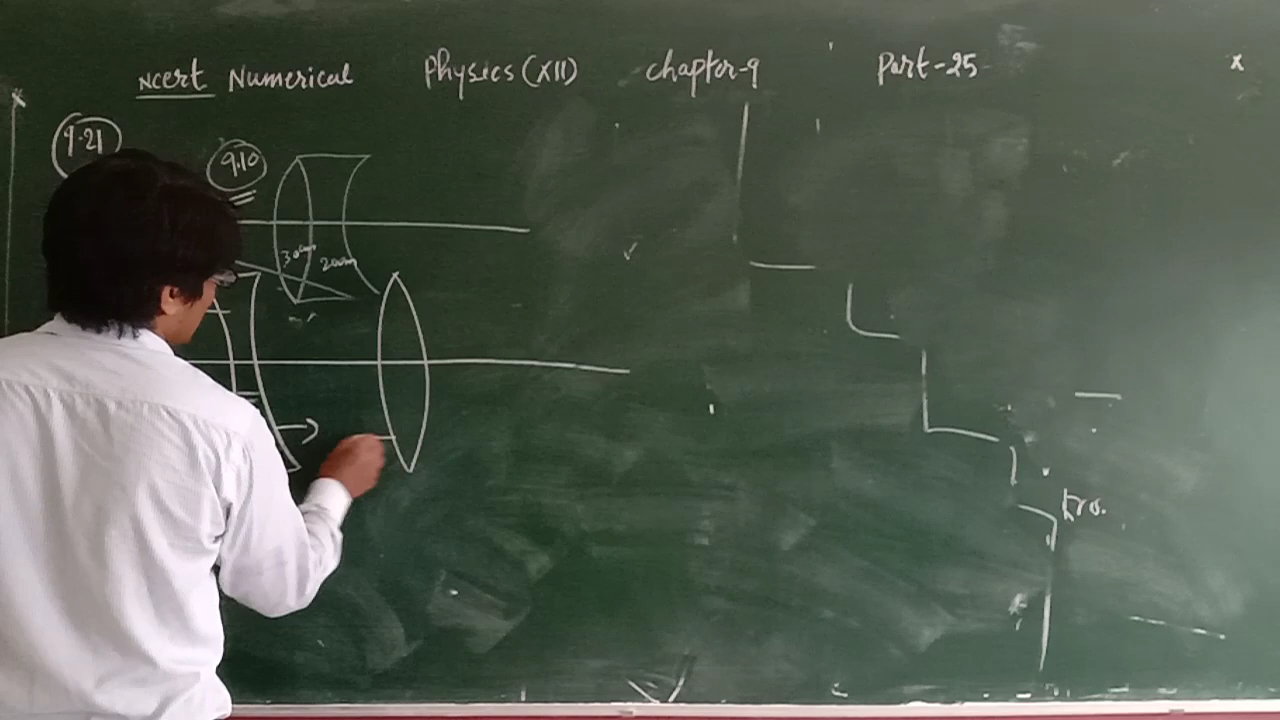 Ncert Numerical Physics (XII) chapter-9 Part-25 x
9.21
9.10
30cm
20cm